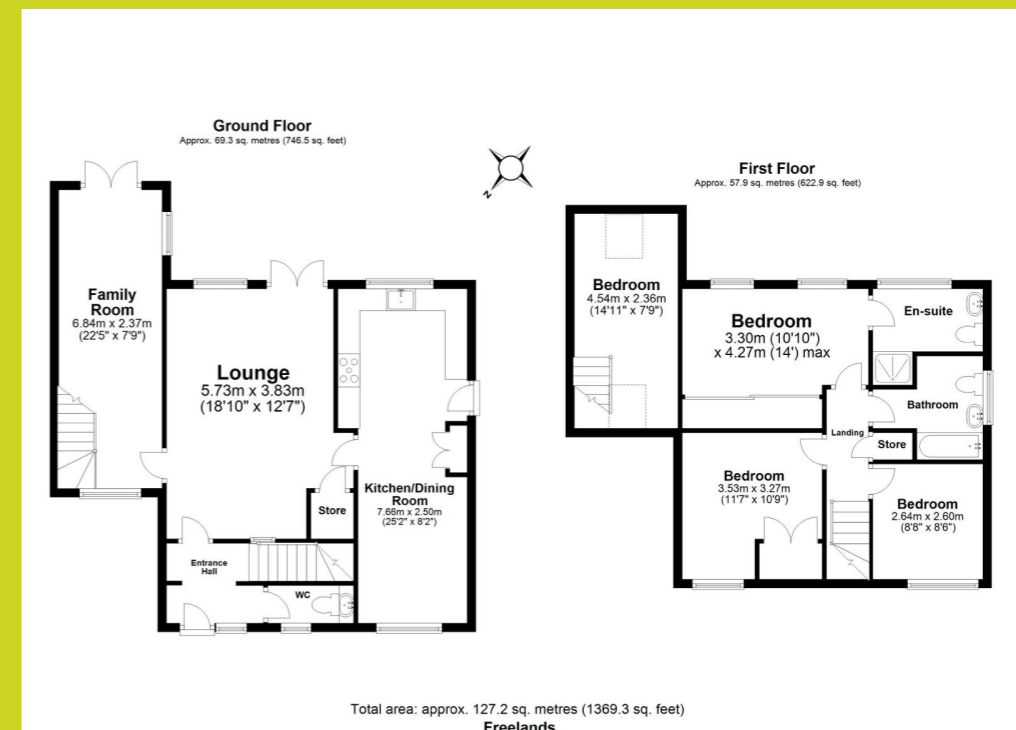 Ground Floor
Approx. 69.3 sq. metres (746.5 sq. feet)
Family
Room
6.84m x 2.37m
(22'5" x 7'9")
Lounge
5.73m x 3.83m
(18'10" x 12'7")
Kitchen/Dining
Room
7.66m x 2.50m
(25'2" x 8'2")
Store
Entrance
Hall
WC
N
First Floor
Approx. 57.9 sq. metres (622.9 sq. feet)
Bedroom
4.54m x 2.36m
(14'11" x 7'9")
Bedroom
3.30m (10'10")
x 4.27m (14') max
En-suite
Bathroom
Landing
Store
Bedroom
3.53m x 3.27m
(11'7" x 10'9")
Bedroom
2.64m x 2.60m
(8'8" x 8'6")
Total area: approx. 127.2 sq. metres (1369.3 sq. feet)
Freelands